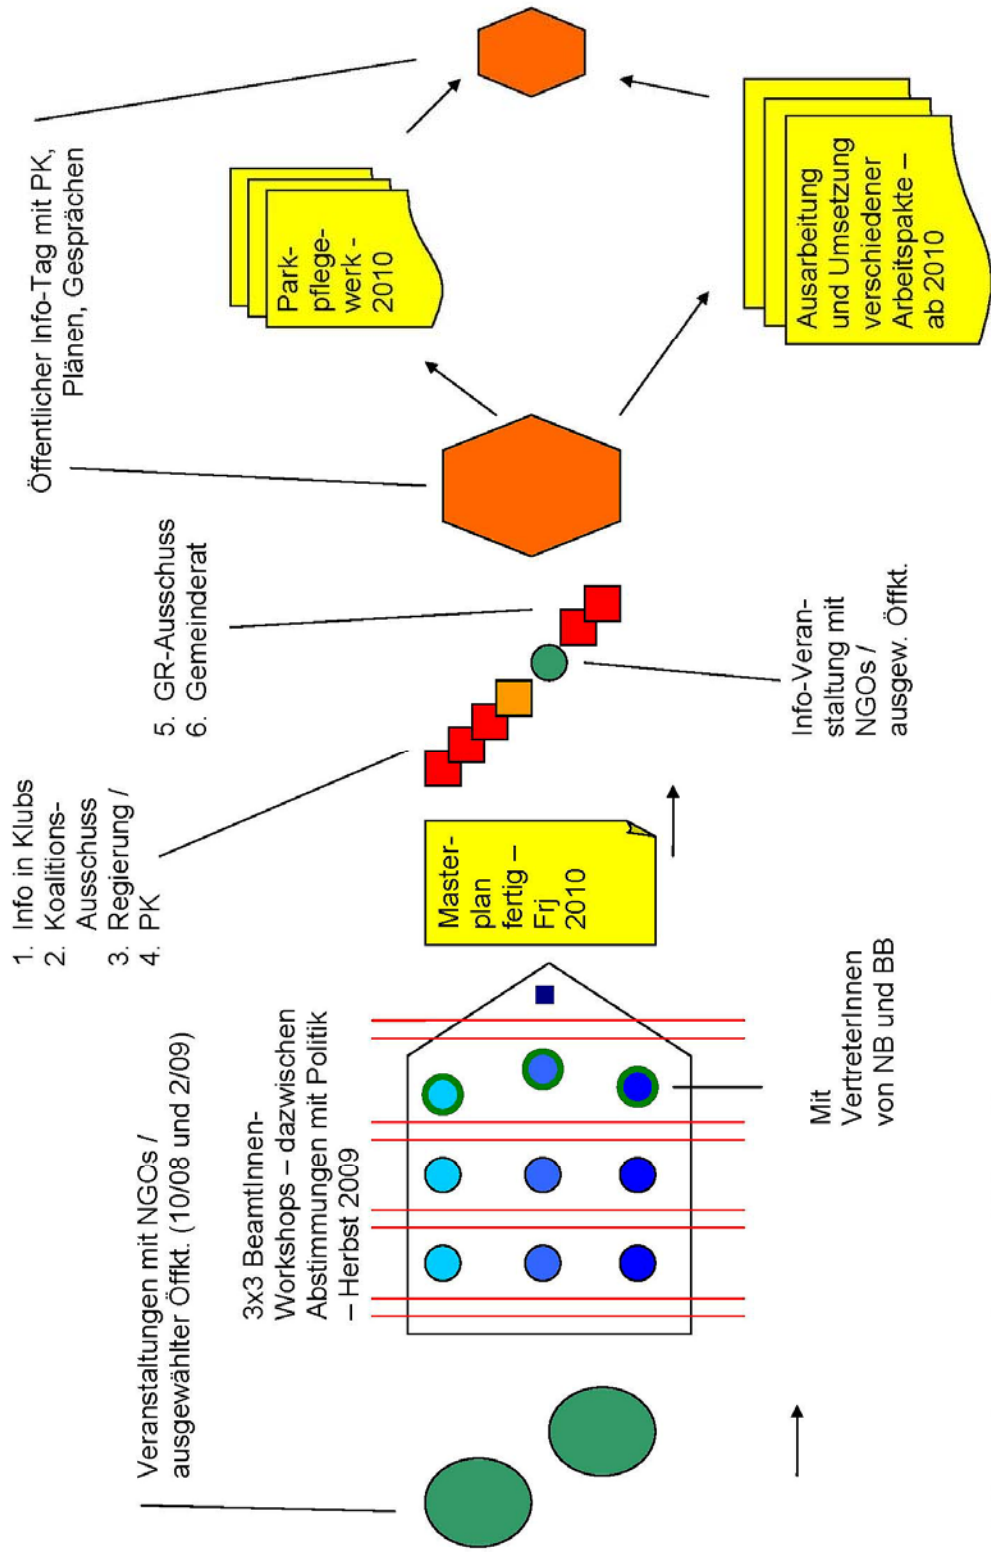 Veranstaltungen mit NGOs /
ausgewählter Öffkt. (10/08 und 2/09)
3x3 BeamtInnen-
Workshops – dazwischen
Abstimmungen mit Politik
– Herbst 2009
Mit
VertreterInnen
von NB und BB
Master-
plan
fertig –
Frj
2010
1. Info in Klubs
2. Koalitions-
Ausschuss
3. Regierung /
4. PK
5. GR-Ausschuss
6. Gemeinderat
Info-Veran-
staltung mit
NGOs /
ausgew. Öffkt.
Öffentlicher Info-Tag mit PK,
Plänen, Gesprächen
Park-
pflege-
werk -
2010
Ausarbeitung
und Umsetzung
verschiedener
Arbeitspakte –
ab 2010